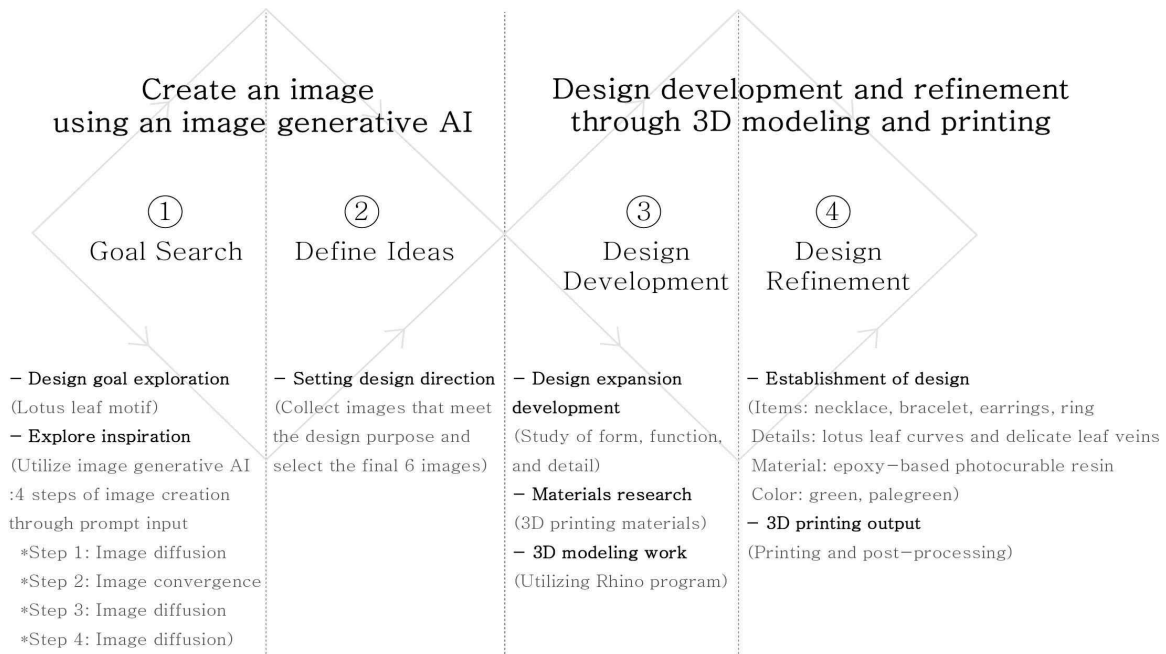 Create an image
using an image generative AI
Design development and refinement
through 3D modeling and printing
①
Goal Search
②
Define Ideas
③
Design
Development
④
Design
Refinement
− Design goal exploration
(Lotus leaf motif)
− Explore inspiration
(Utilize image generative AI
:4 steps of image creation
through prompt input
*Step 1: Image diffusion
*Step 2: Image convergence
*Step 3: Image diffusion
*Step 4: Image diffusion)
− Setting design direction
(Collect images that meet
the design purpose and
select the final 6 images)
− Design expansion
development
(Study of form, function,
and detail)
− Materials research
(3D printing materials)
− 3D modeling work
(Utilizing Rhino program)
− Establishment of design
(Items: necklace, bracelet, earrings, ring
Details: lotus leaf curves and delicate leaf veins
Material: epoxy−based photocurable resin
Color: green, palegreen)
− 3D printing output
(Printing and post−processing)